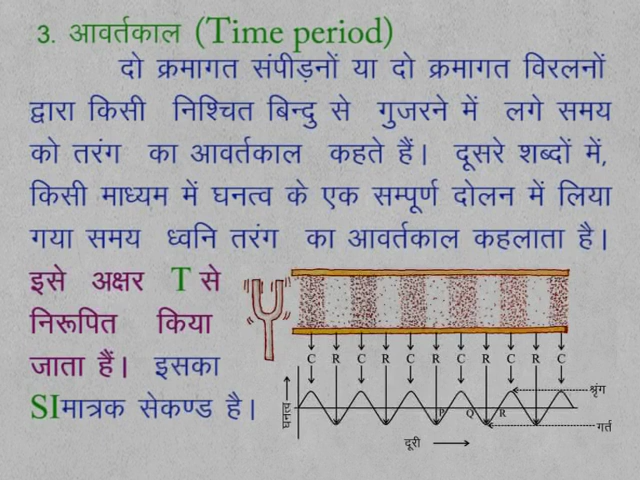 3. आवर्तकाल (Time period)
दो क्रमागत संपीड़नों या दो क्रमागत विरलनों
द्वारा किसी निश्चित बिन्दु से गुजरने में लगे समय
को तरंग का आवर्तकाल कहते हैं। दूसरे शब्दों में,
किसी माध्यम में घनत्व के एक सम्पूर्ण दोलन में लिया
गया समय ध्वनि तरंग का आवर्तकाल कहलाता है।
इसे अक्षर T से
निरूपित किया
जाता हैं। इसका
SIमात्रक सेकण्ड है।
C R C R C R C R C R C
घनत्व
श्रृंग
P Q R
गर्त
दूरी